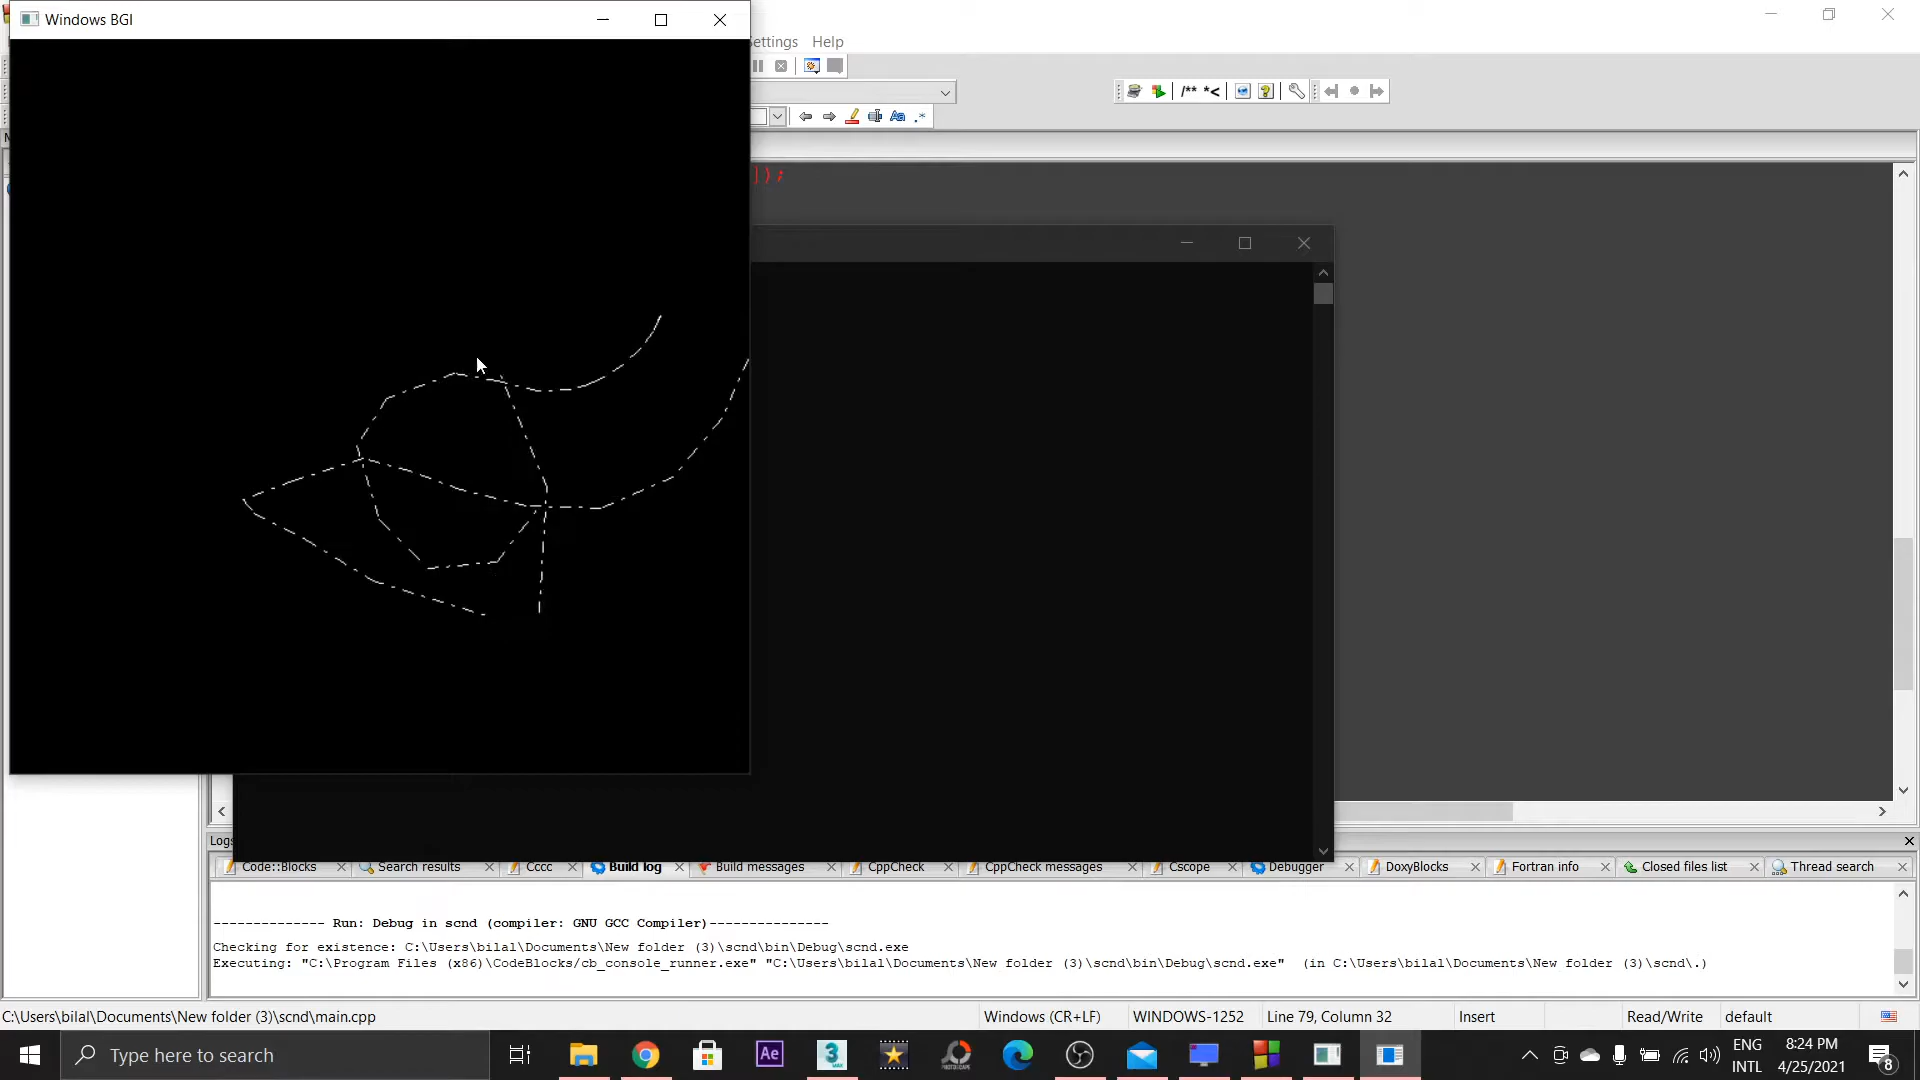 Windows BGI
Settings Help
/** *<
Aa .*
]);
Logs
Code::Blocks Search results Cccc Build log Build messages CppCheck CppCheck messages Cscope Debugger DoxyBlocks Fortran info Closed files list Thread search
-------------- Run: Debug in scnd (compiler: GNU GCC Compiler)---------------
Checking for existence: C:\Users\bilal\Documents\New folder (3)\scnd\bin\Debug\scnd.exe
Executing: "C:\Program Files (x86)\CodeBlocks/cb_console_runner.exe" "C:\Users\bilal\Documents\New folder (3)\scnd\bin\Debug\scnd.exe"  (in C:\Users\bilal\Documents\New folder (3)\scnd\.)
C:\Users\bilal\Documents\New folder (3)\scnd\main.cpp Windows (CR+LF) WINDOWS-1252 Line 79, Column 32 Insert Read/Write default
Type here to search Ae 3 ENG 8:24 PM
INTL 4/25/2021 8